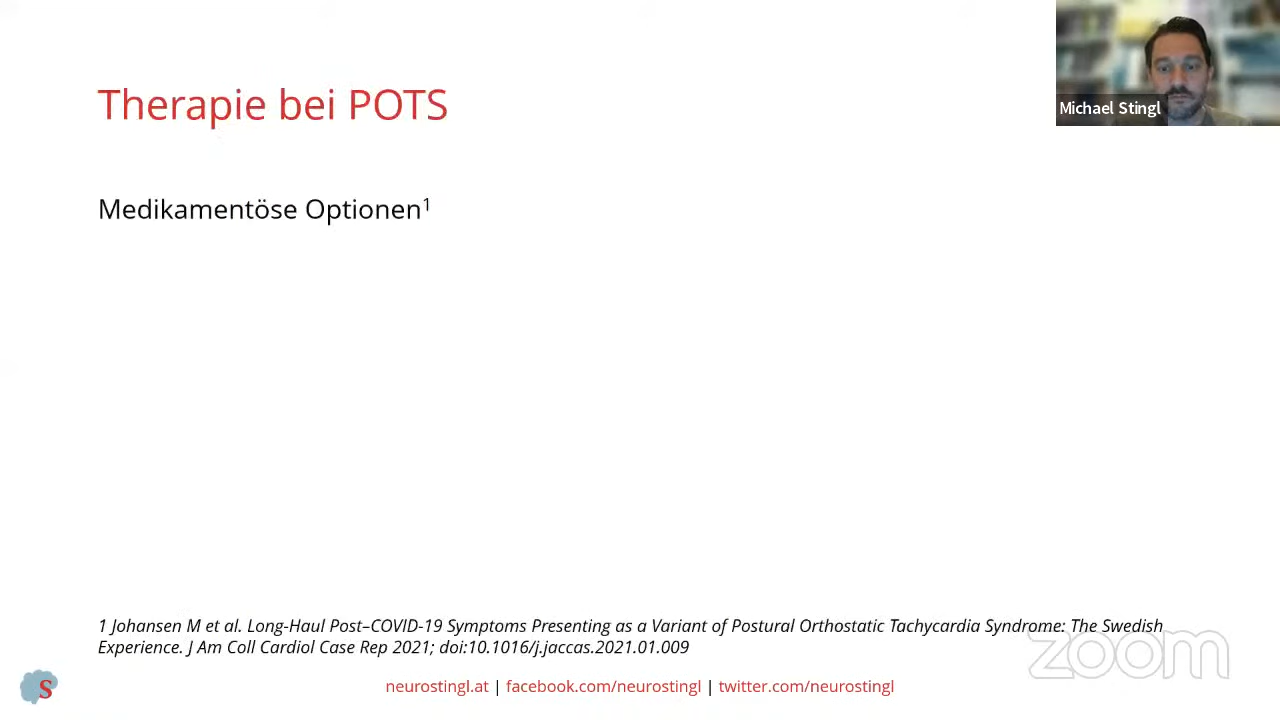 Therapie bei POTS
Michael Stingl
Medikamentöse Optionen¹
1 Johansen M et al. Long-Haul Post–COVID-19 Symptoms Presenting as a Variant of Postural Orthostatic Tachycardia Syndrome: The Swedish
Experience. J Am Coll Cardiol Case Rep 2021; doi:10.1016/j.jaccas.2021.01.009
zoom
S
neurostingl.at | facebook.com/neurostingl | twitter.com/neurostingl